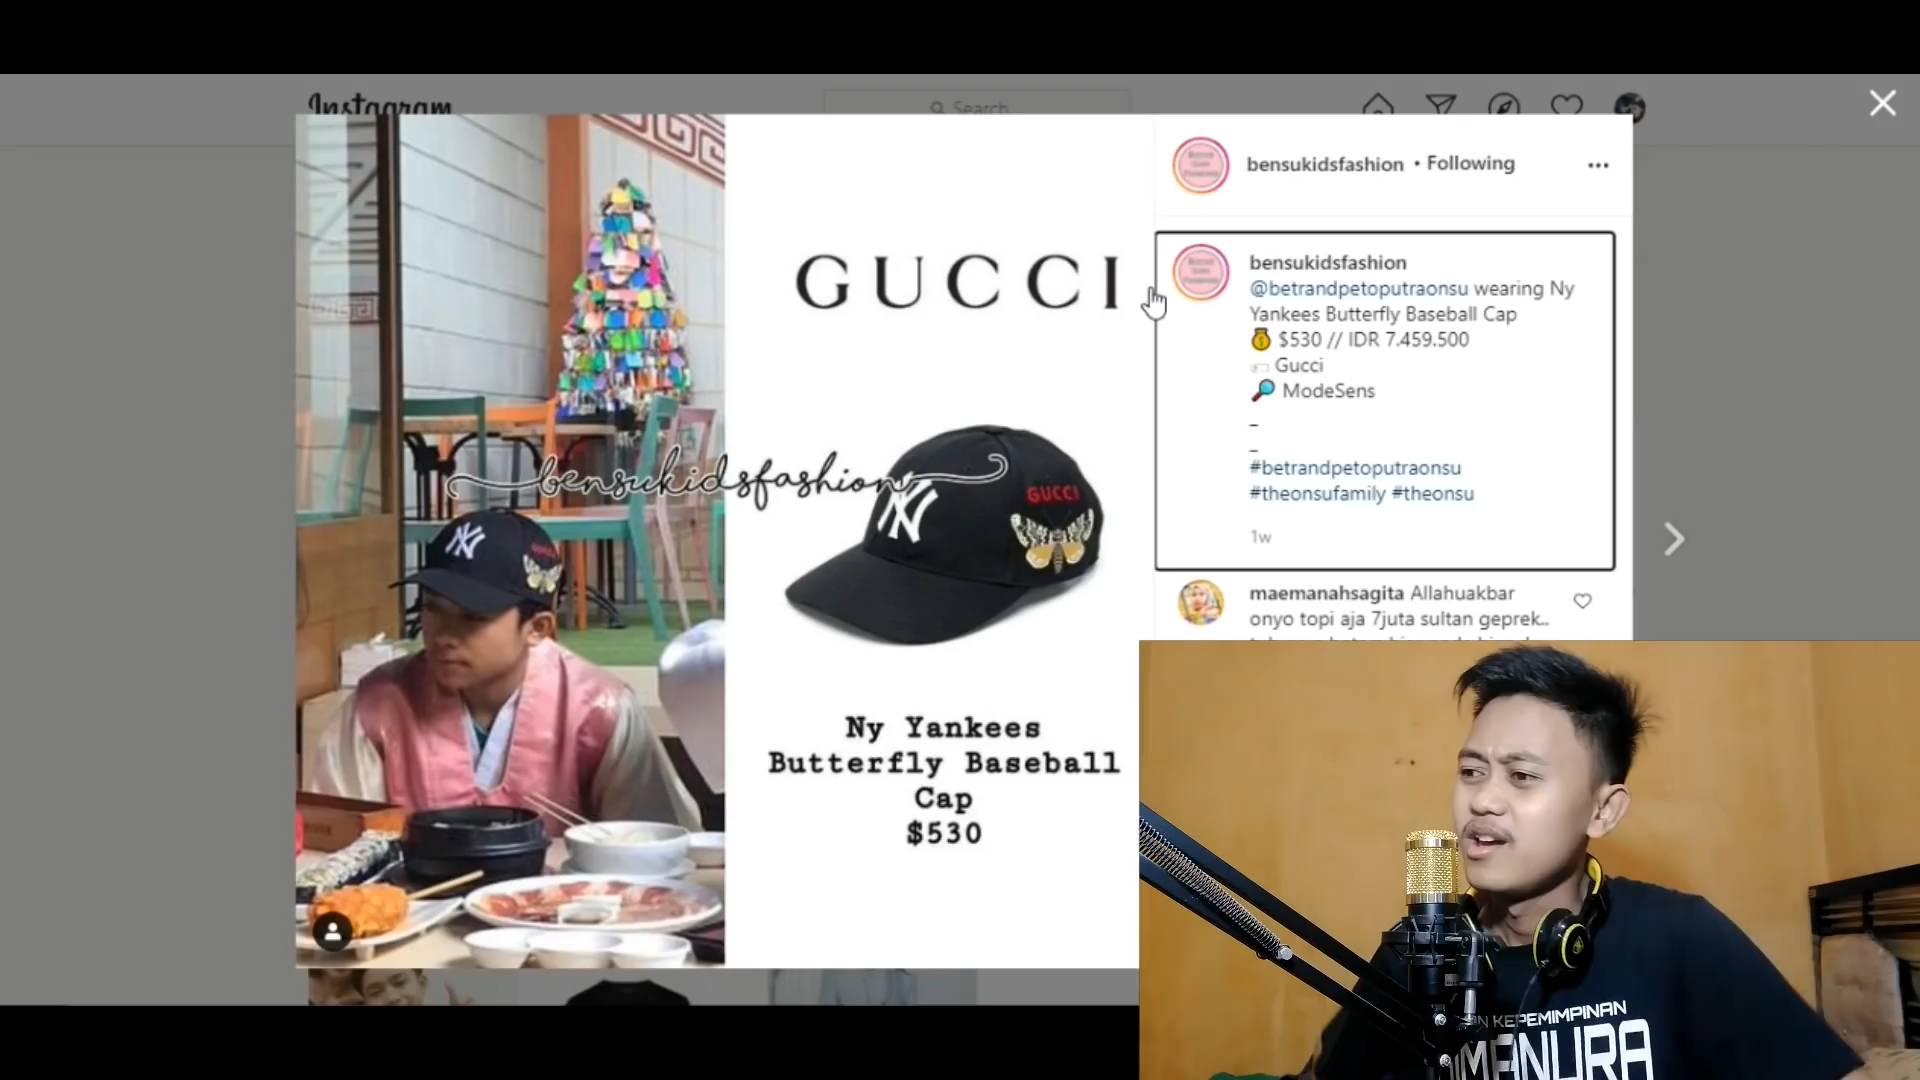 Instagram
Search
GUCCI
bensukidsfashion
NY
GUCCI
NY
Ny Yankees
Butterfly Baseball
Cap
$530
bensukidsfashion • Following
bensukidsfashion
@betrandpetoputraonsu wearing Ny
Yankees Butterfly Baseball Cap
$530 // IDR 7.459.500
Gucci
ModeSens
_
_
#betrandpetoputraonsu
#theonsufamily #theonsu
1w
maemanahsagita Allahuakbar
onyo topi aja 7juta sultan geprek..
KEPEMIMPINAN